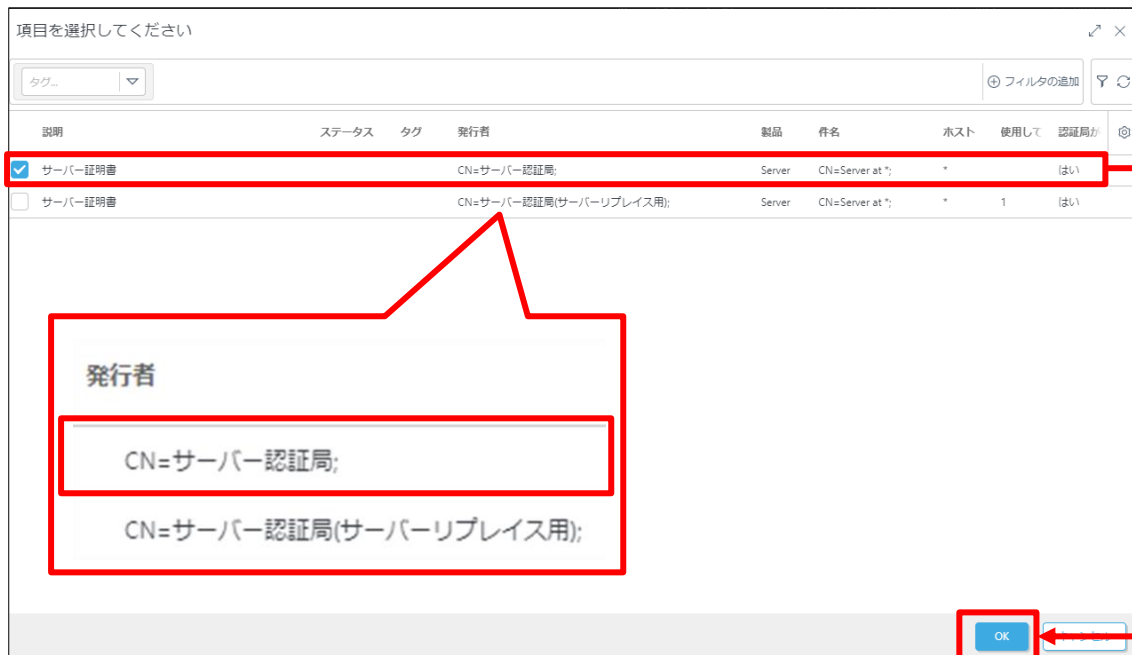 項目を選択してください
タグ... フィルタの追加
説明 ステータス タグ 発行者 製品 件名 ホスト 使用して 認証局が
サーバー証明書 CN=サーバー認証局; Server CN=Server at *; * はい
サーバー証明書 CN=サーバー認証局(サーバーリプレイス用); Server CN=Server at *; * 1 はい
発行者
CN=サーバー認証局;
CN=サーバー認証局(サーバーリプレイス用);
OK